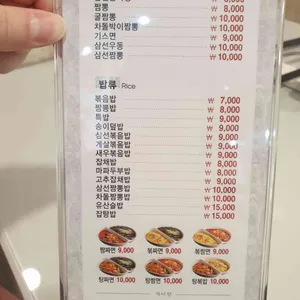 짬뽕 ₩ 8,000
굴짬뽕 ₩ 10,000
차돌박이짬뽕 ₩ 10,000
기스면 ₩ 9,000
삼선우동 ₩ 10,000
삼선짬뽕 ₩ 10,000
밥류 Rice
볶음밥 ₩ 7,000
짬뽕밥 ₩ 8,000
특밥 ₩ 9,000
송이덮밥 ₩ 9,000
삼선볶음밥 ₩ 9,000
게살볶음밥 ₩ 9,000
새우볶음밥 ₩ 9,000
잡채밥 ₩ 8,000
마파두부밥 ₩ 8,000
고추잡채밥 ₩ 9,000
삼선짬뽕밥 ₩ 10,000
차돌짬뽕밥 ₩ 10,000
유산슬밥 ₩ 15,000
잡탕밥 ₩ 15,000
짬짜면 9,000 볶짜면 9,000 볶짬면 9,000
탕짜면 10,000 탕짬면 10,000 탕볶밥 10,000